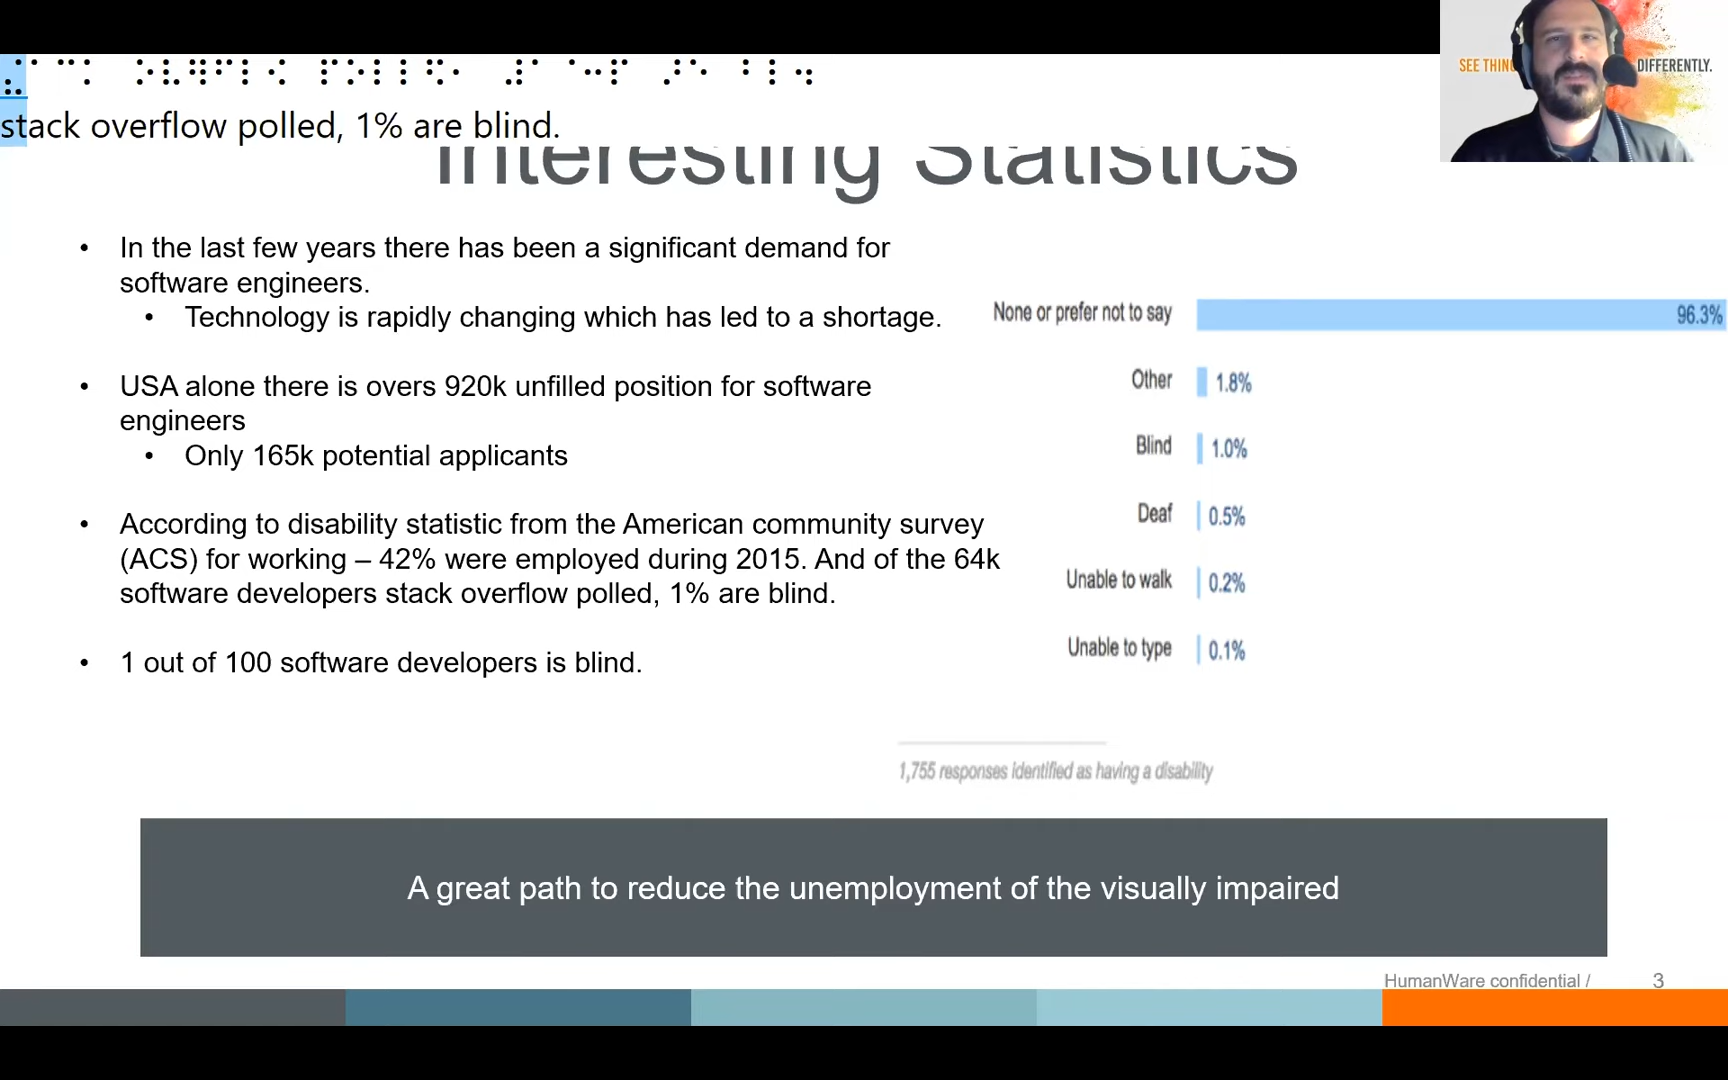 SEE THIN DIFFERENTLY.
stack overflow polled, 1% are blind.
Interesting Statistics
• In the last few years there has been a significant demand for
software engineers.
• Technology is rapidly changing which has led to a shortage.
• USA alone there is overs 920k unfilled position for software
engineers
• Only 165k potential applicants
• According to disability statistic from the American community survey
(ACS) for working – 42% were employed during 2015. And of the 64k
software developers stack overflow polled, 1% are blind.
• 1 out of 100 software developers is blind.
None or prefer not to say 96.3%
Other 1.8%
Blind 1.0%
Deaf 0.5%
Unable to walk 0.2%
Unable to type 0.1%
1,755 responses identified as having a disability
A great path to reduce the unemployment of the visually impaired
HumanWare confidential / 3